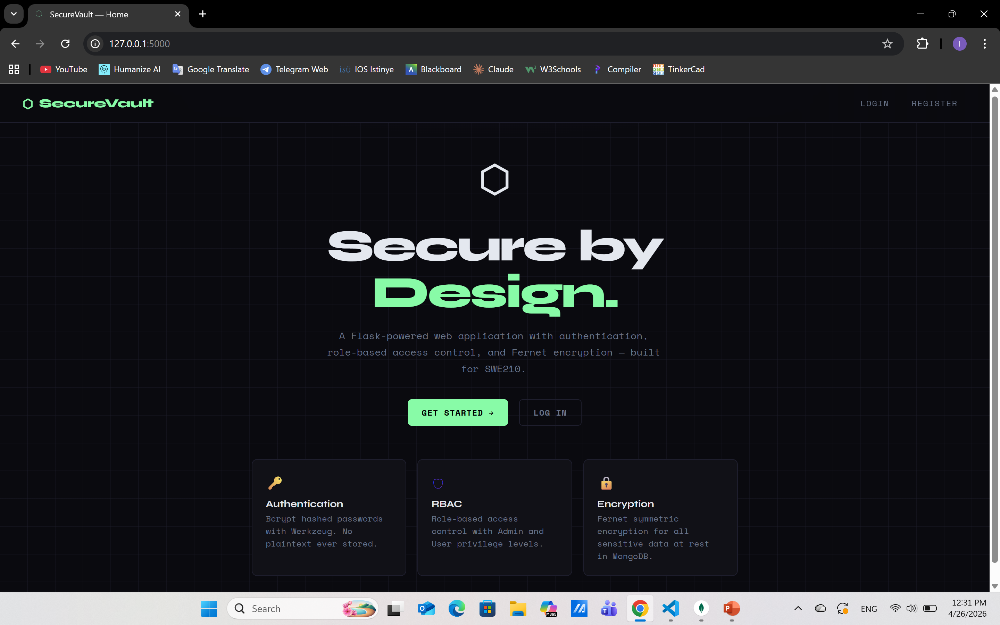 SecureVault — Home
127.0.0.1:5000
I
YouTube
Humanize AI
Google Translate
Telegram Web
İSÜ IOS Istinye
Blackboard
Claude
W3Schools
Compiler
TinkerCad
SecureVault
LOGIN
REGISTER
Secure by
Design.
A Flask-powered web application with authentication,
role-based access control, and Fernet encryption — built
for SWE210.
GET STARTED →
LOG IN
Authentication
Bcrypt hashed passwords
with Werkzeug. No
plaintext ever stored.
RBAC
Role-based access
control with Admin and
User privilege levels.
Encryption
Fernet symmetric
encryption for all
sensitive data at rest
in MongoDB.
Search
M365
ENG
12:31 PM
4/26/2026